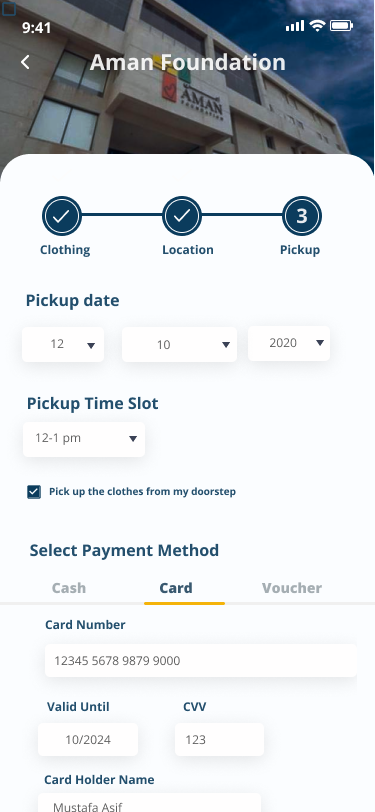 9:41
Aman Foundation
AMAN
FOUNDATION
3
Clothing Location Pickup
Pickup date
12 10 2020
Pickup Time Slot
12-1 pm
Pick up the clothes from my doorstep
Select Payment Method
Cash Card Voucher
Card Number
12345 5678 9879 9000
Valid Until CVV
10/2024 123
Card Holder Name
Mustafa Asif